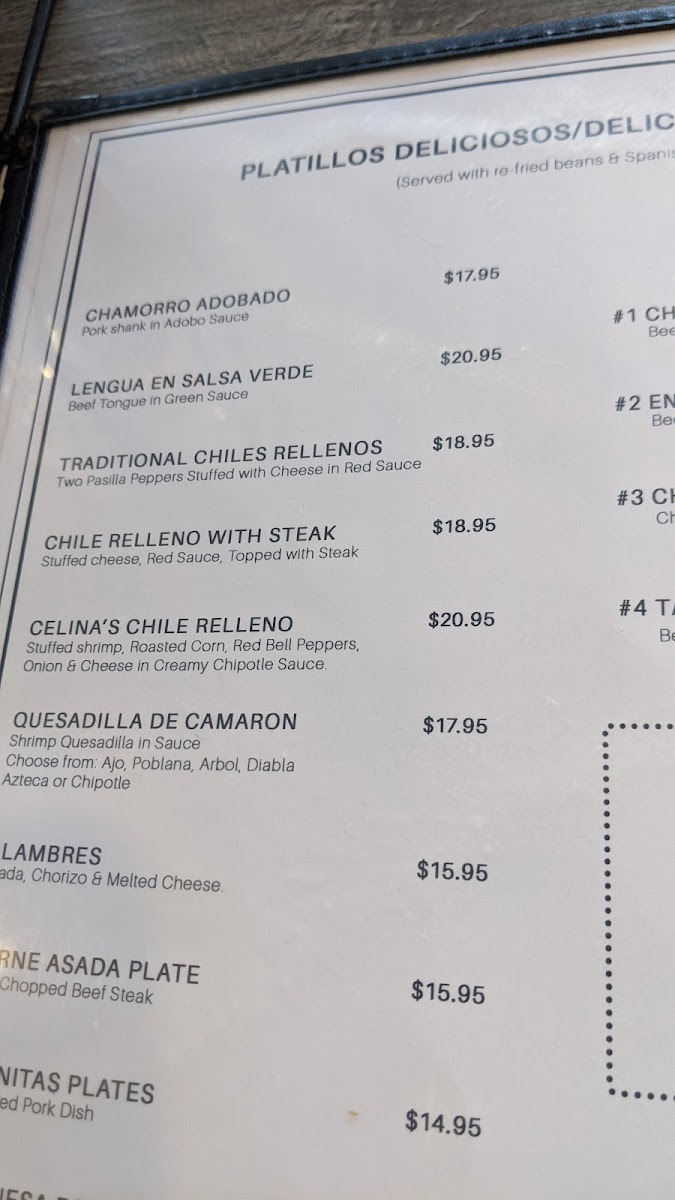 PLATILLOS DELICIOSOS/DELIC
(Served with re-fried beans & Spanis
CHAMORRO ADOBADO $17.95
Pork shank in Adobo Sauce
LENGUA EN SALSA VERDE $20.95
Beef Tongue in Green Sauce
TRADITIONAL CHILES RELLENOS $18.95
Two Pasilla Peppers Stuffed with Cheese in Red Sauce
CHILE RELLENO WITH STEAK $18.95
Stuffed cheese, Red Sauce, Topped with Steak
CELINA'S CHILE RELLENO $20.95
Stuffed shrimp, Roasted Corn, Red Bell Peppers,
Onion & Cheese in Creamy Chipotle Sauce.
QUESADILLA DE CAMARON $17.95
Shrimp Quesadilla in Sauce
Choose from: Ajo, Poblana, Arbol, Diabla
Azteca or Chipotle
LAMBRES $15.95
ada, Chorizo & Melted Cheese.
RNE ASADA PLATE $15.95
Chopped Beef Steak
NITAS PLATES $14.95
ed Pork Dish
#1 CH
Bee
#2 EN
Bee
#3 CH
Ch
#4 TA
Be